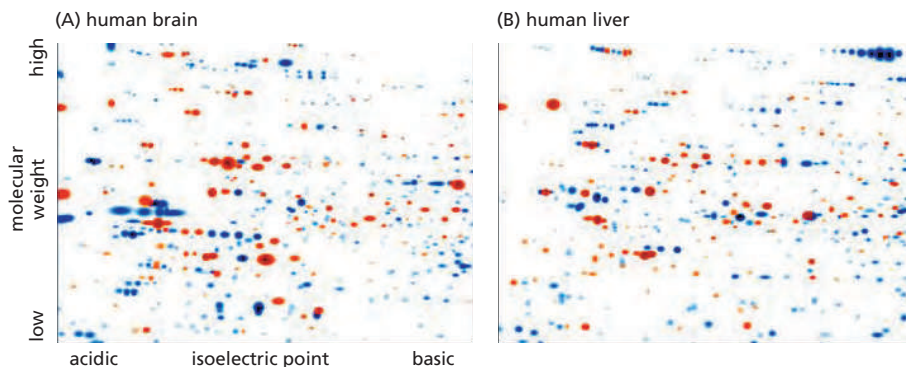 (A) human brain
(B) human liver
high
molecular
weight
low
acidic
isoelectric point
basic